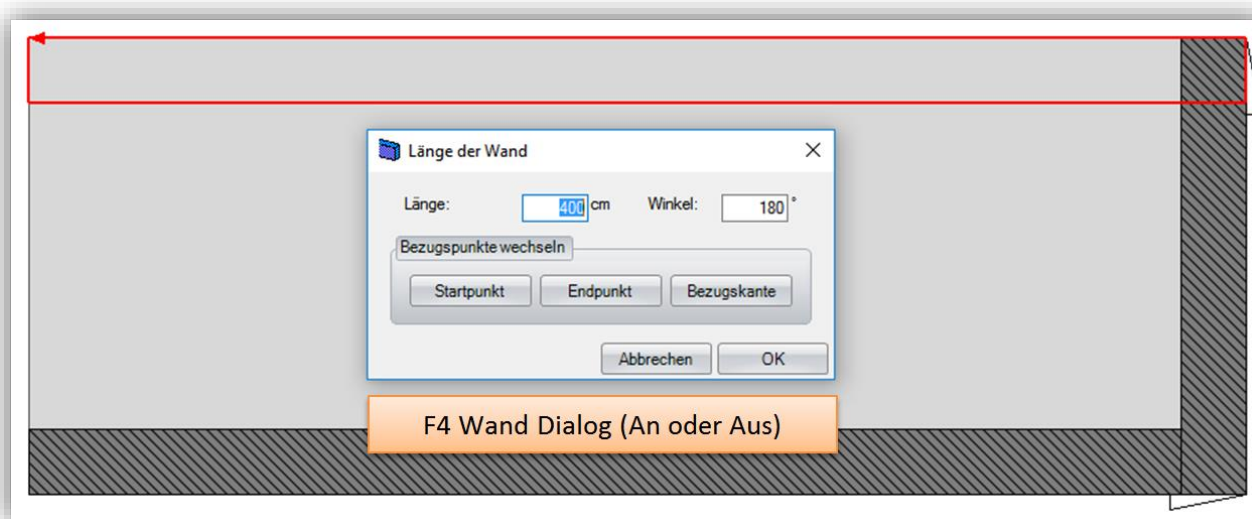 Länge der Wand
Länge: 400 cm Winkel: 180 °
Bezugspunkte wechseln
Startpunkt Endpunkt Bezugskante
Abbrechen OK
F4 Wand Dialog (An oder Aus)